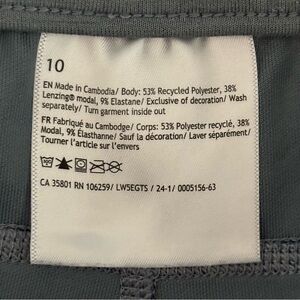 10
EN Made in Cambodia/ Body: 53% Recycled Polyester, 38%
Lenzing® modal, 9% Elastane/ Exclusive of decoration/ Wash
separately/ Turn garment inside out
FR Fabriqué au Cambodge/ Corps: 53% Polyester recyclé, 38%
Modal, 9% Élasthanne/ Sauf la décoration/ Laver séparément/
Tourner l'article sur l'envers
CA 35801 RN 106259/ LW5EGTS / 24-1/ 0005156-63